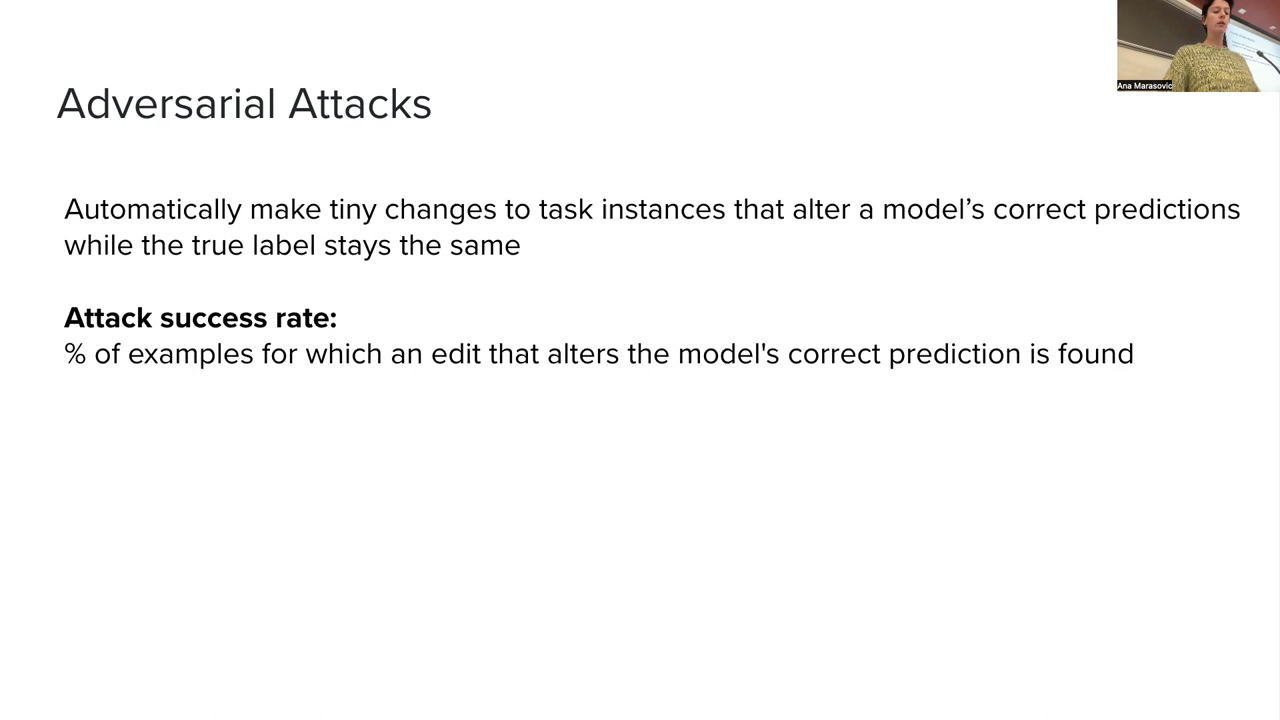 Adversarial Attacks
Ana Marasovic
Automatically make tiny changes to task instances that alter a model’s correct predictions
while the true label stays the same
Attack success rate:
% of examples for which an edit that alters the model's correct prediction is found